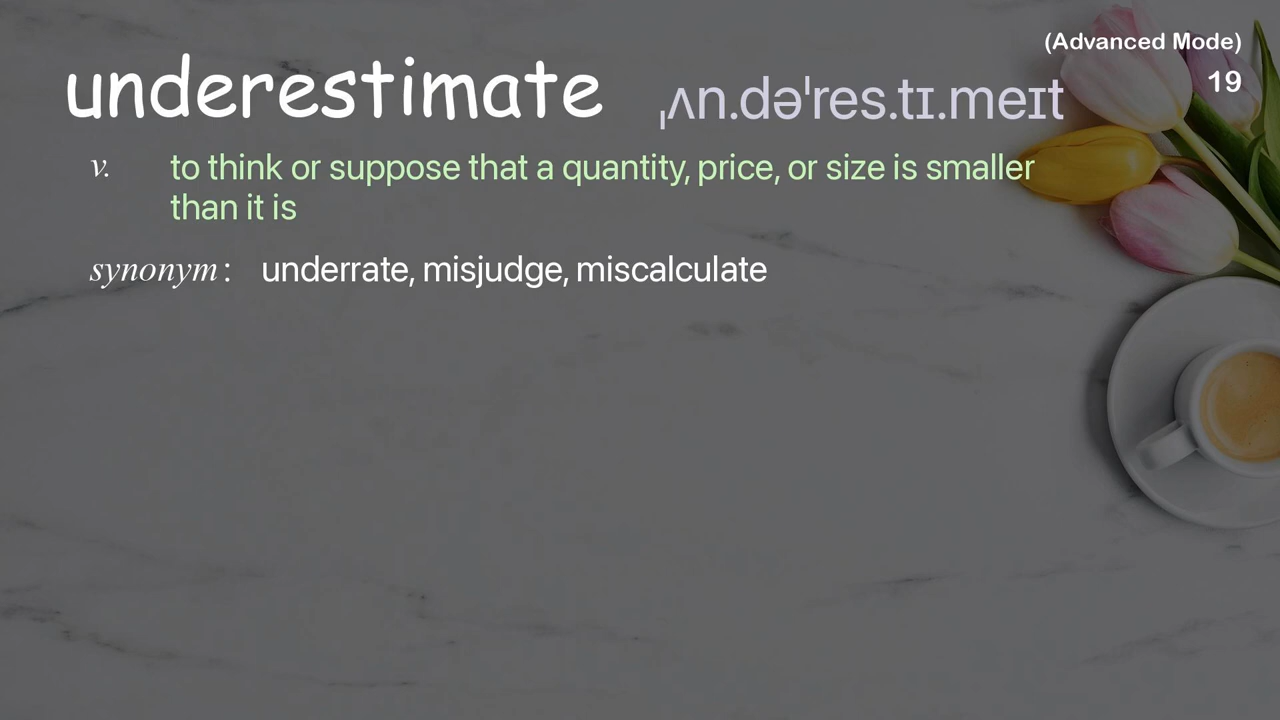 (Advanced Mode)
underestimate ˌʌn.dəˈres.tɪ.meɪt
19
v. to think or suppose that a quantity, price, or size is smaller
than it is
synonym: underrate, misjudge, miscalculate